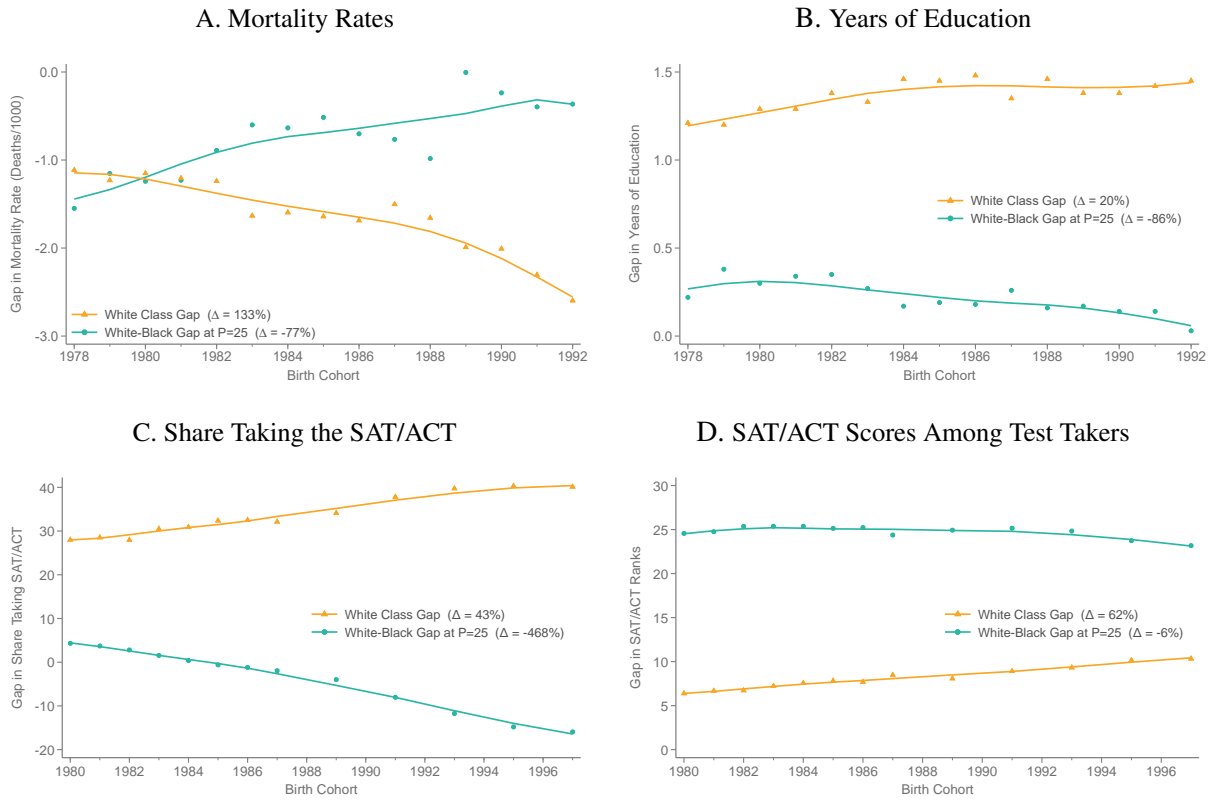 A. Mortality Rates
Gap in Mortality Rate (Deaths/1000)
0.0
-1.0
-2.0
-3.0
White Class Gap (Δ = 133%)
White-Black Gap at P=25 (Δ = -77%)
1978 1980 1982 1984 1986 1988 1990 1992
Birth Cohort
B. Years of Education
Gap in Years of Education
1.5
1.0
0.5
0.0
White Class Gap (Δ = 20%)
White-Black Gap at P=25 (Δ = -86%)
1978 1980 1982 1984 1986 1988 1990 1992
Birth Cohort
C. Share Taking the SAT/ACT
Gap in Share Taking SAT/ACT
40
30
20
10
0
-10
-20
White Class Gap (Δ = 43%)
White-Black Gap at P=25 (Δ = -468%)
1980 1982 1984 1986 1988 1990 1992 1994 1996
Birth Cohort
D. SAT/ACT Scores Among Test Takers
Gap in SAT/ACT Ranks
30
25
20
15
10
5
0
White Class Gap (Δ = 62%)
White-Black Gap at P=25 (Δ = -6%)
1980 1982 1984 1986 1988 1990 1992 1994 1996
Birth Cohort